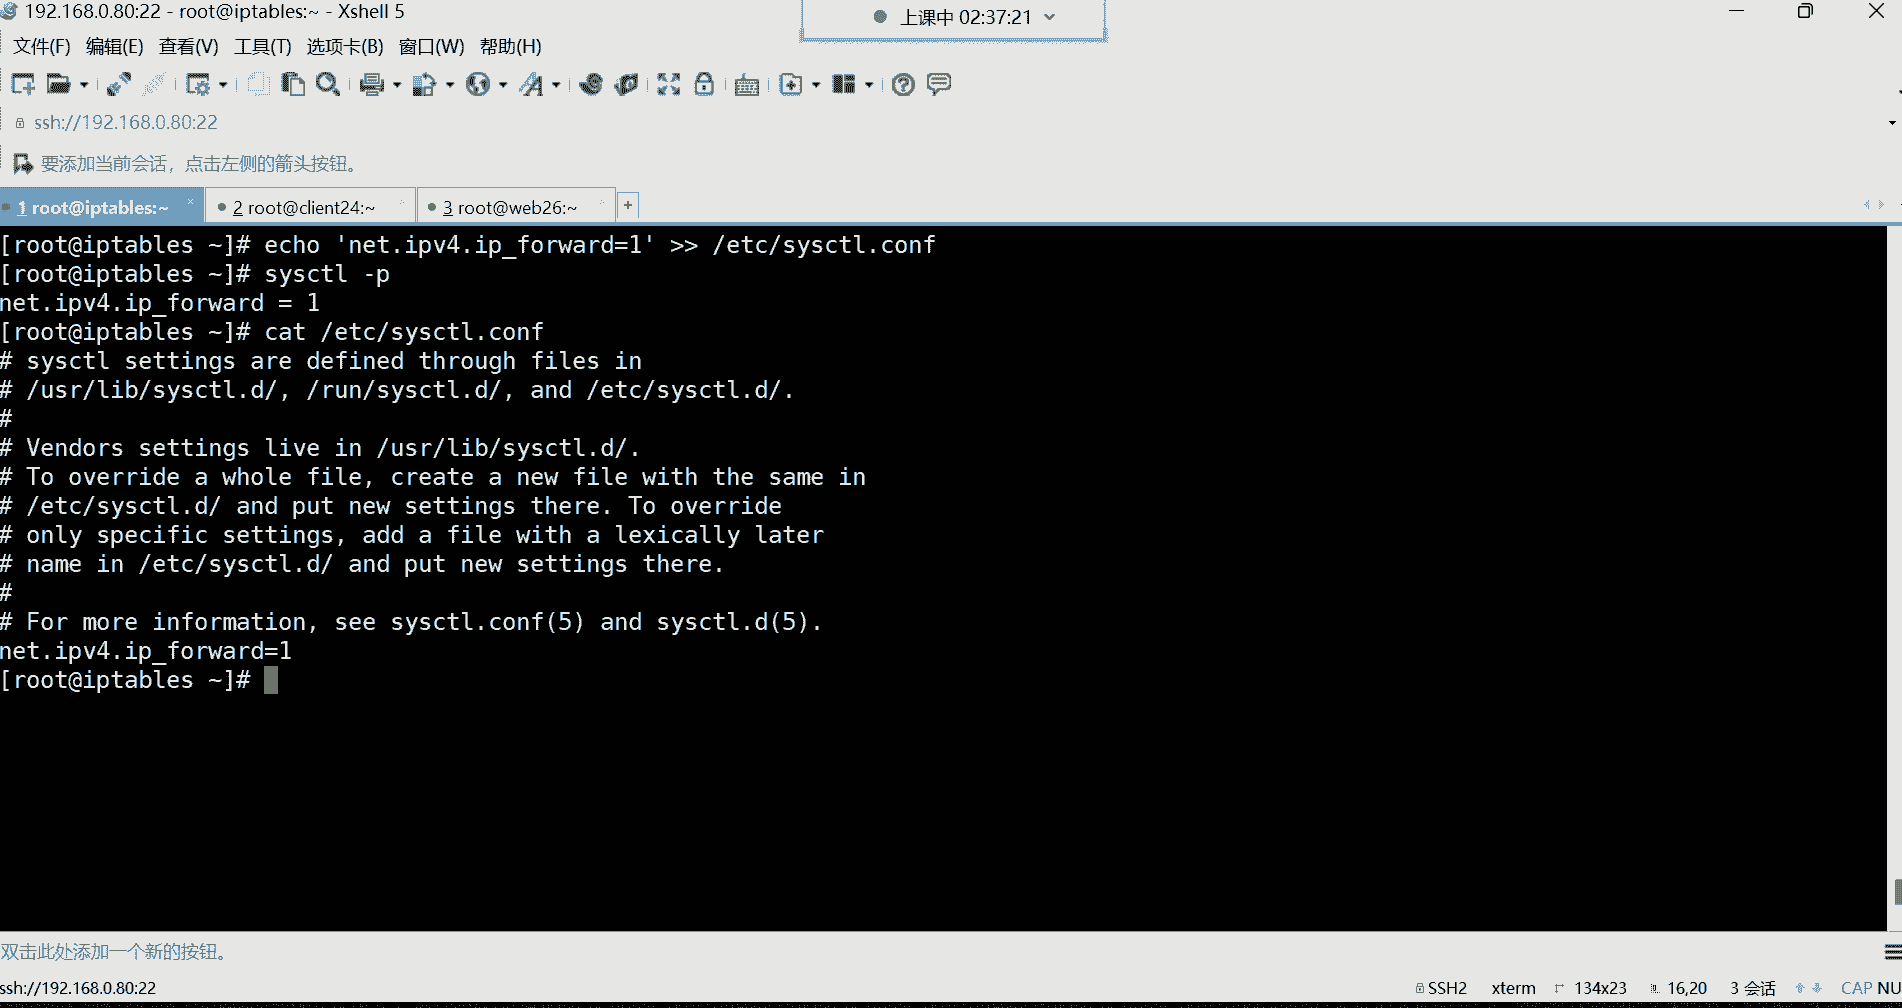 192.168.0.80:22 - root@iptables:~ - Xshell 5
上课中 02:37:21
文件(F) 编辑(E) 查看(V) 工具(T) 选项卡(B) 窗口(W) 帮助(H)
ssh://192.168.0.80:22
要添加当前会话，点击左侧的箭头按钮。
1 root@iptables:~ × 2 root@client24:~ 3 root@web26:~ +
[root@iptables ~]# echo 'net.ipv4.ip_forward=1' >> /etc/sysctl.conf
[root@iptables ~]# sysctl -p
net.ipv4.ip_forward = 1
[root@iptables ~]# cat /etc/sysctl.conf
# sysctl settings are defined through files in
# /usr/lib/sysctl.d/, /run/sysctl.d/, and /etc/sysctl.d/.
#
# Vendors settings live in /usr/lib/sysctl.d/.
# To override a whole file, create a new file with the same in
# /etc/sysctl.d/ and put new settings there. To override
# only specific settings, add a file with a lexically later
# name in /etc/sysctl.d/ and put new settings there.
#
# For more information, see sysctl.conf(5) and sysctl.d(5).
net.ipv4.ip_forward=1
[root@iptables ~]#
双击此处添加一个新的按钮。
ssh://192.168.0.80:22 SSH2 xterm 134x23 16,20 3 会话 CAP NU